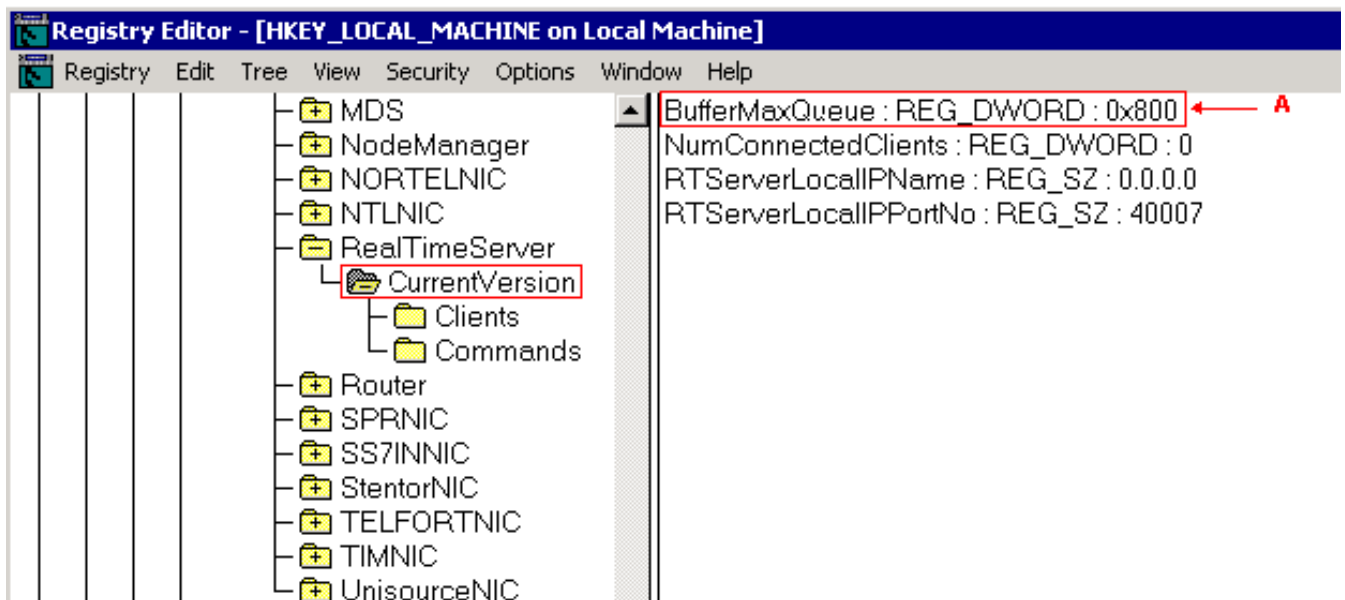 Registry Editor - [HKEY_LOCAL_MACHINE on Local Machine]
Registry Edit Tree View Security Options Window Help
MDS
NodeManager
NORTELNIC
NTLNIC
RealTimeServer
CurrentVersion
Clients
Commands
Router
SPRNIC
SS7INNIC
StentorNIC
TELFORTNIC
TIMNIC
UnisourceNIC
BufferMaxQueue : REG_DWORD : 0x800 A
NumConnectedClients : REG_DWORD : 0
RTServerLocalIPName : REG_SZ : 0.0.0.0
RTServerLocalIPPortNo : REG_SZ : 40007